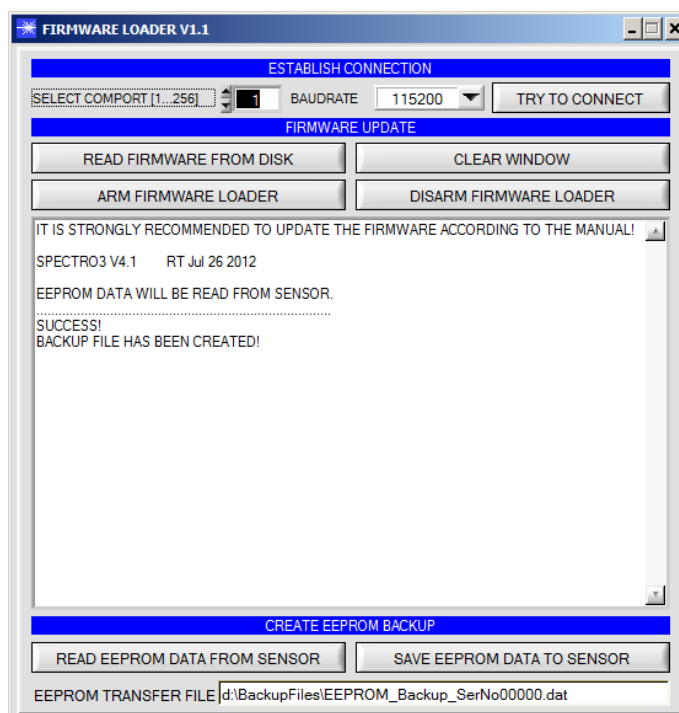 FIRMWARE LOADER V1.1
ESTABLISH CONNECTION
SELECT COMPORT [1...256] 1 BAUDRATE 115200 TRY TO CONNECT
FIRMWARE UPDATE
READ FIRMWARE FROM DISK CLEAR WINDOW
ARM FIRMWARE LOADER DISARM FIRMWARE LOADER
IT IS STRONGLY RECOMMENDED TO UPDATE THE FIRMWARE ACCORDING TO THE MANUAL!
SPECTRO3 V4.1 RT Jul 26 2012
EEPROM DATA WILL BE READ FROM SENSOR.
................................................................................
SUCCESS!
BACKUP FILE HAS BEEN CREATED!
CREATE EEPROM BACKUP
READ EEPROM DATA FROM SENSOR SAVE EEPROM DATA TO SENSOR
EEPROM TRANSFER FILE d:\BackupFiles\EEPROM_Backup_SerNo00000.dat